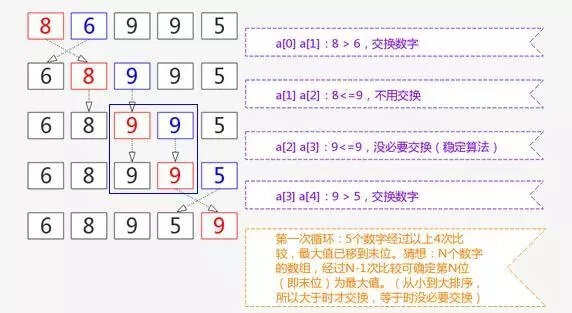 8 6 9 9 5
a[0] a[1]：8 > 6，交换数字
6 8 9 9 5
a[1] a[2]：8<=9，不用交换
6 8 9 9 5
a[2] a[3]：9<=9，没必要交换（稳定算法）
6 8 9 9 5
a[3] a[4]：9 > 5，交换数字
6 8 9 5 9
第一次循环：5个数字经过以上4次比
较，最大值已移到末位。猜想：N个数字
的数组，经过N-1次比较可确定第N位
（即末位）为最大值。（从小到大排序，
所以大于时才交换，等于时没必要交换）